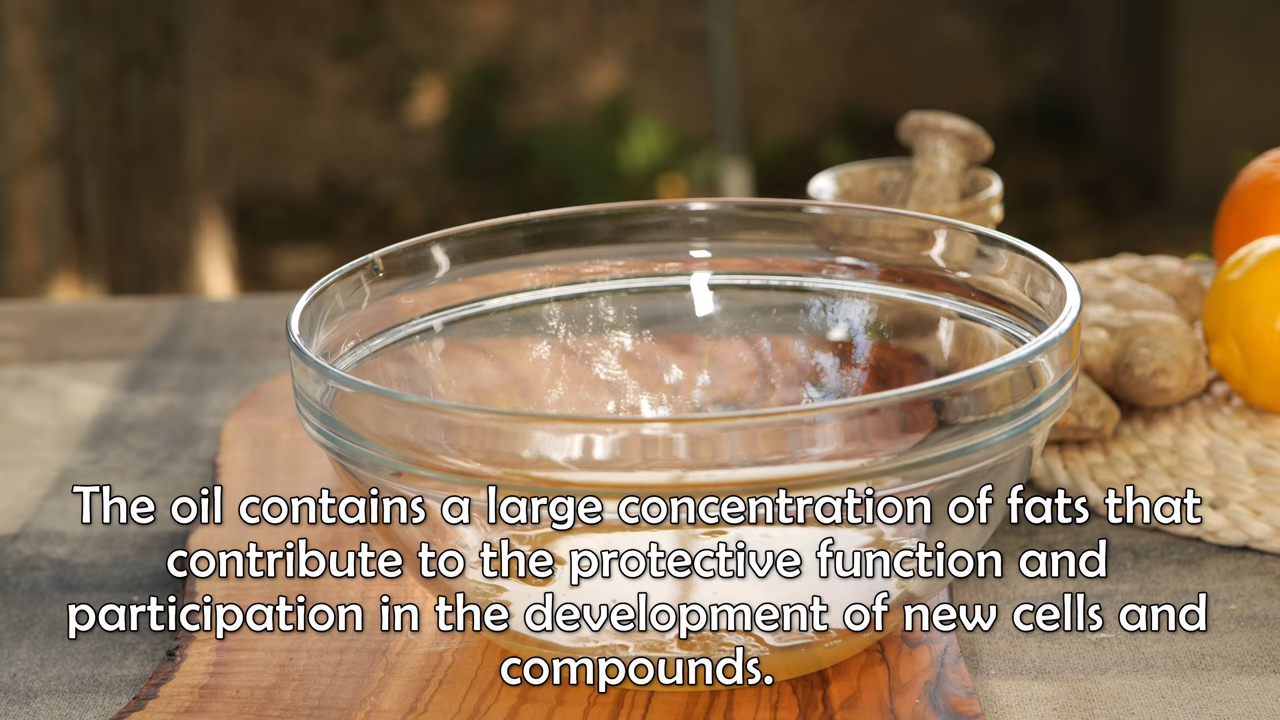 The oil contains a large concentration of fats that
contribute to the protective function and
participation in the development of new cells and
compounds.